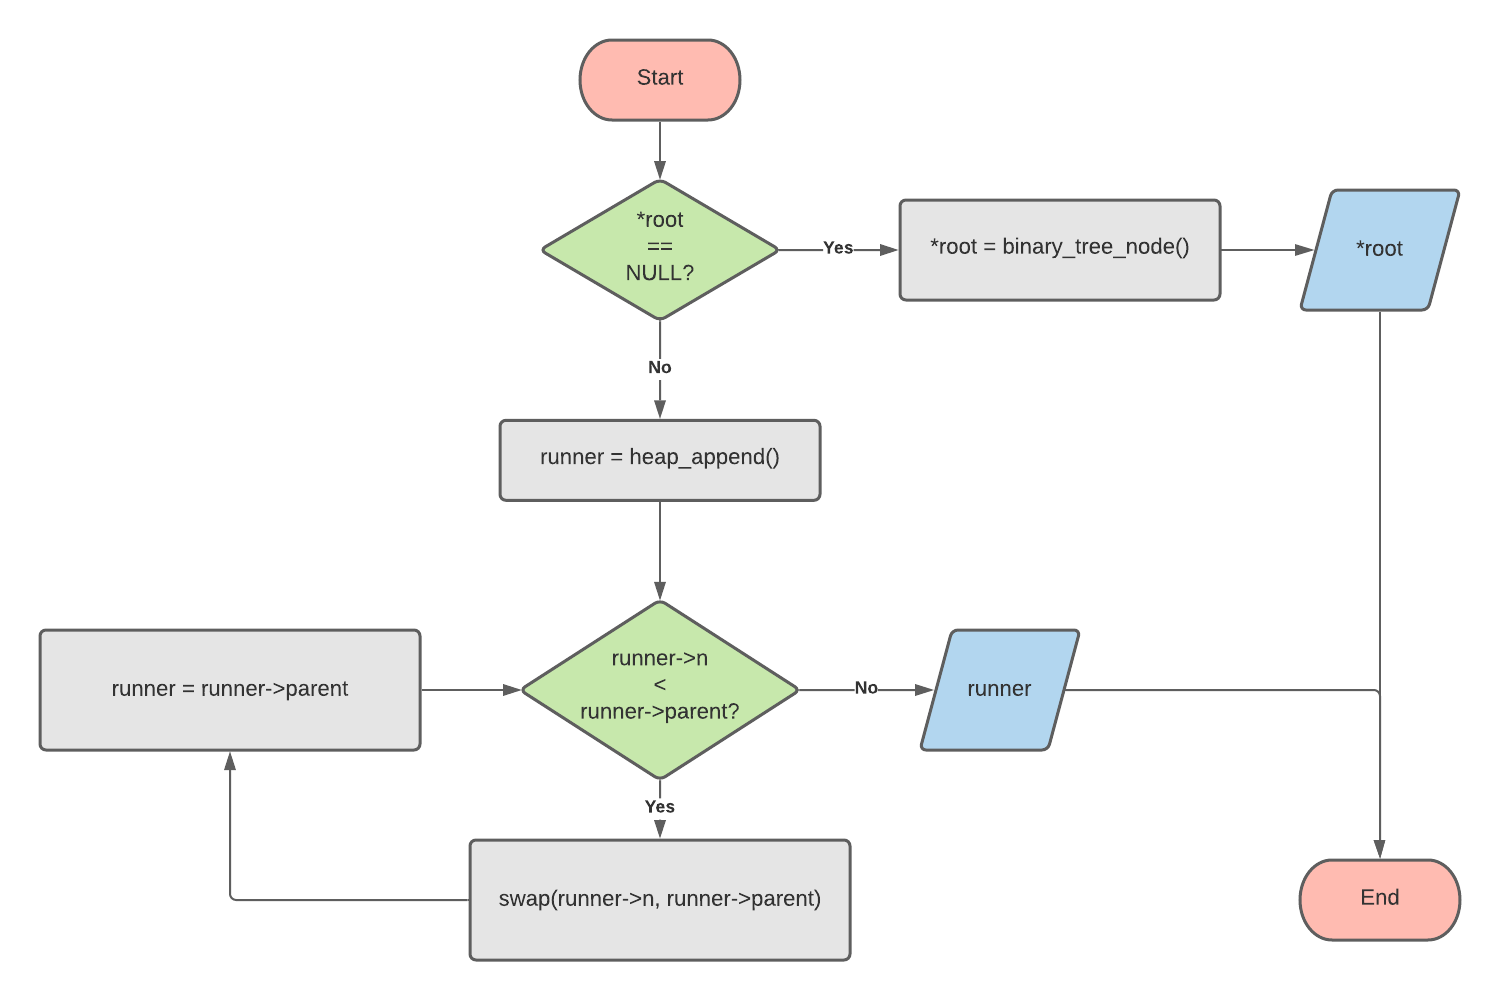 Start
*root
==
NULL?
Yes
*root = binary_tree_node()
*root
No
runner = heap_append()
runner = runner->parent
runner->n
<
runner->parent?
No
runner
Yes
swap(runner->n, runner->parent)
End